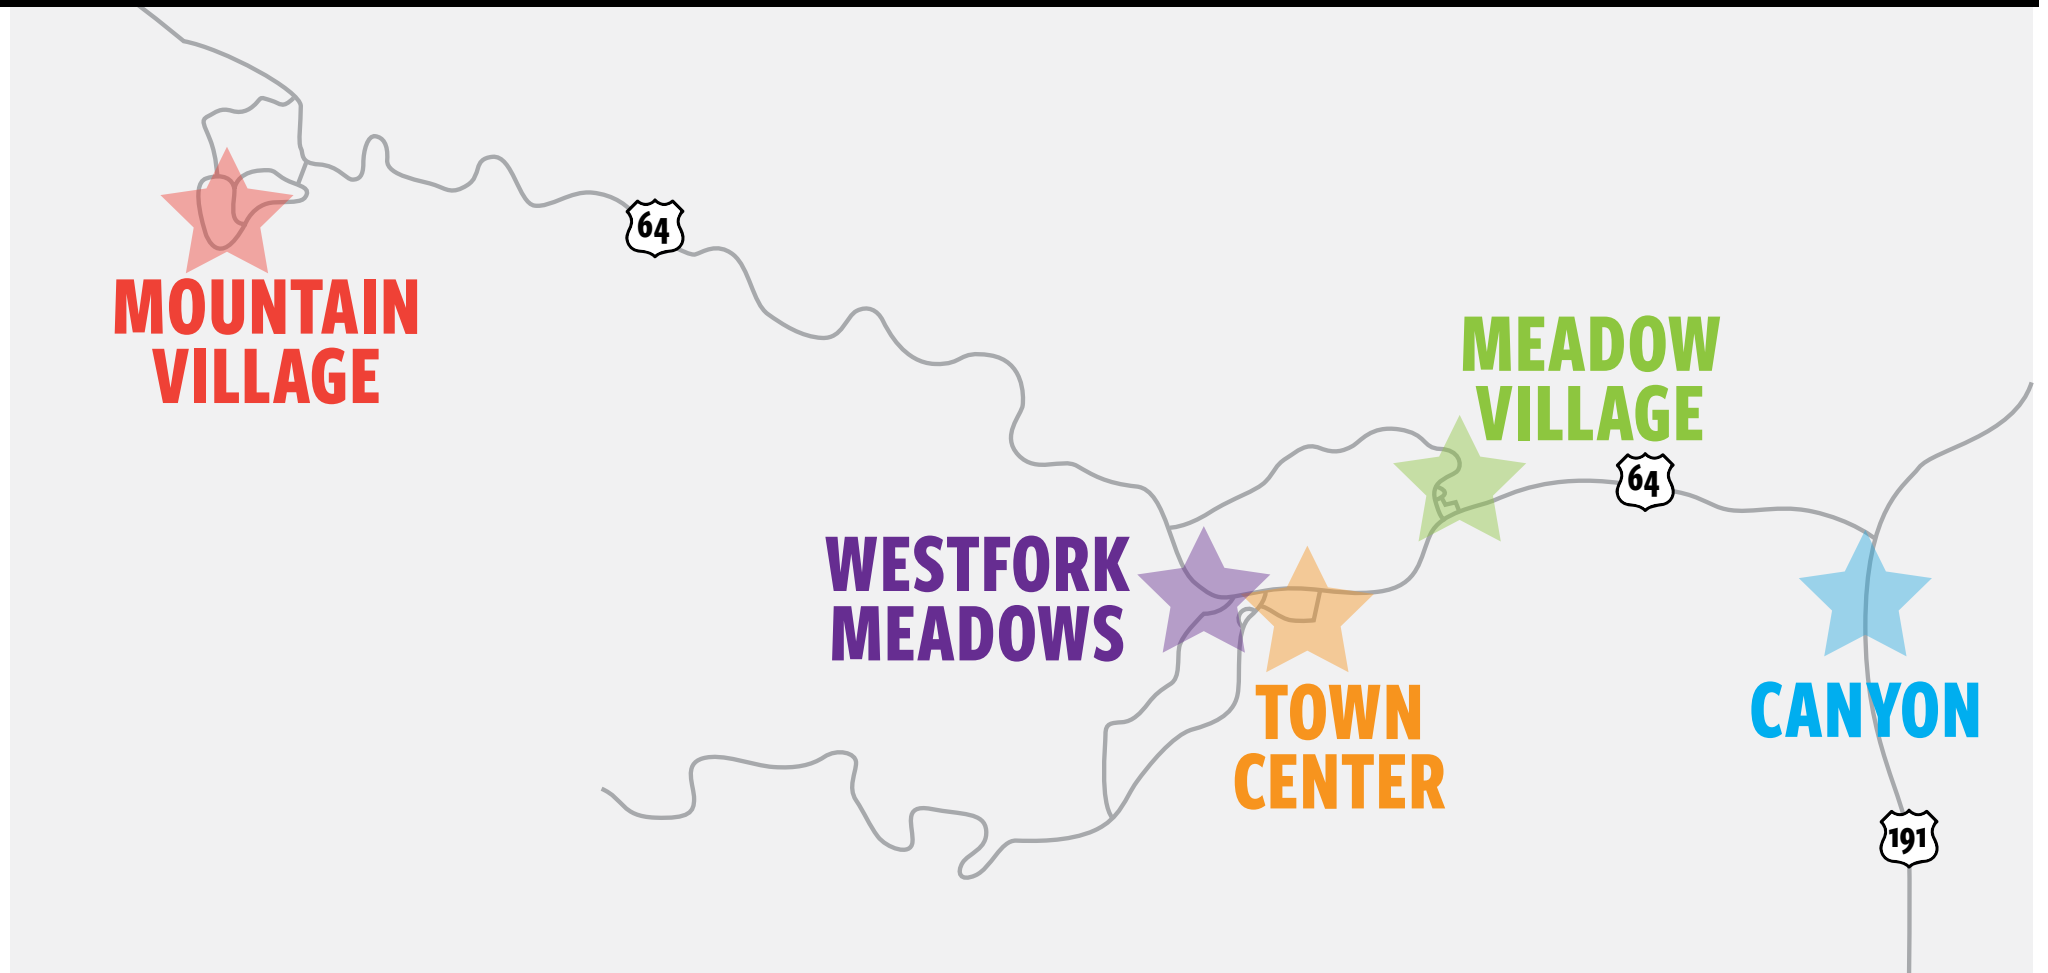 64
MOUNTAIN
VILLAGE
MEADOW
VILLAGE
64
WESTFORK
MEADOWS
TOWN
CENTER
CANYON
191